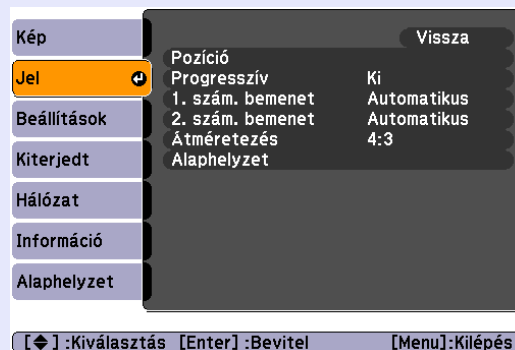 Kép
Jel
Beállítások
Kiterjedt
Hálózat
Információ
Alaphelyzet
Vissza
Pozíció
Progresszív Ki
1. szám. bemenet Automatikus
2. szám. bemenet Automatikus
Átméretezés 4:3
Alaphelyzet
[◆] :Kiválasztás [Enter] :Bevitel [Menu]:Kilépés